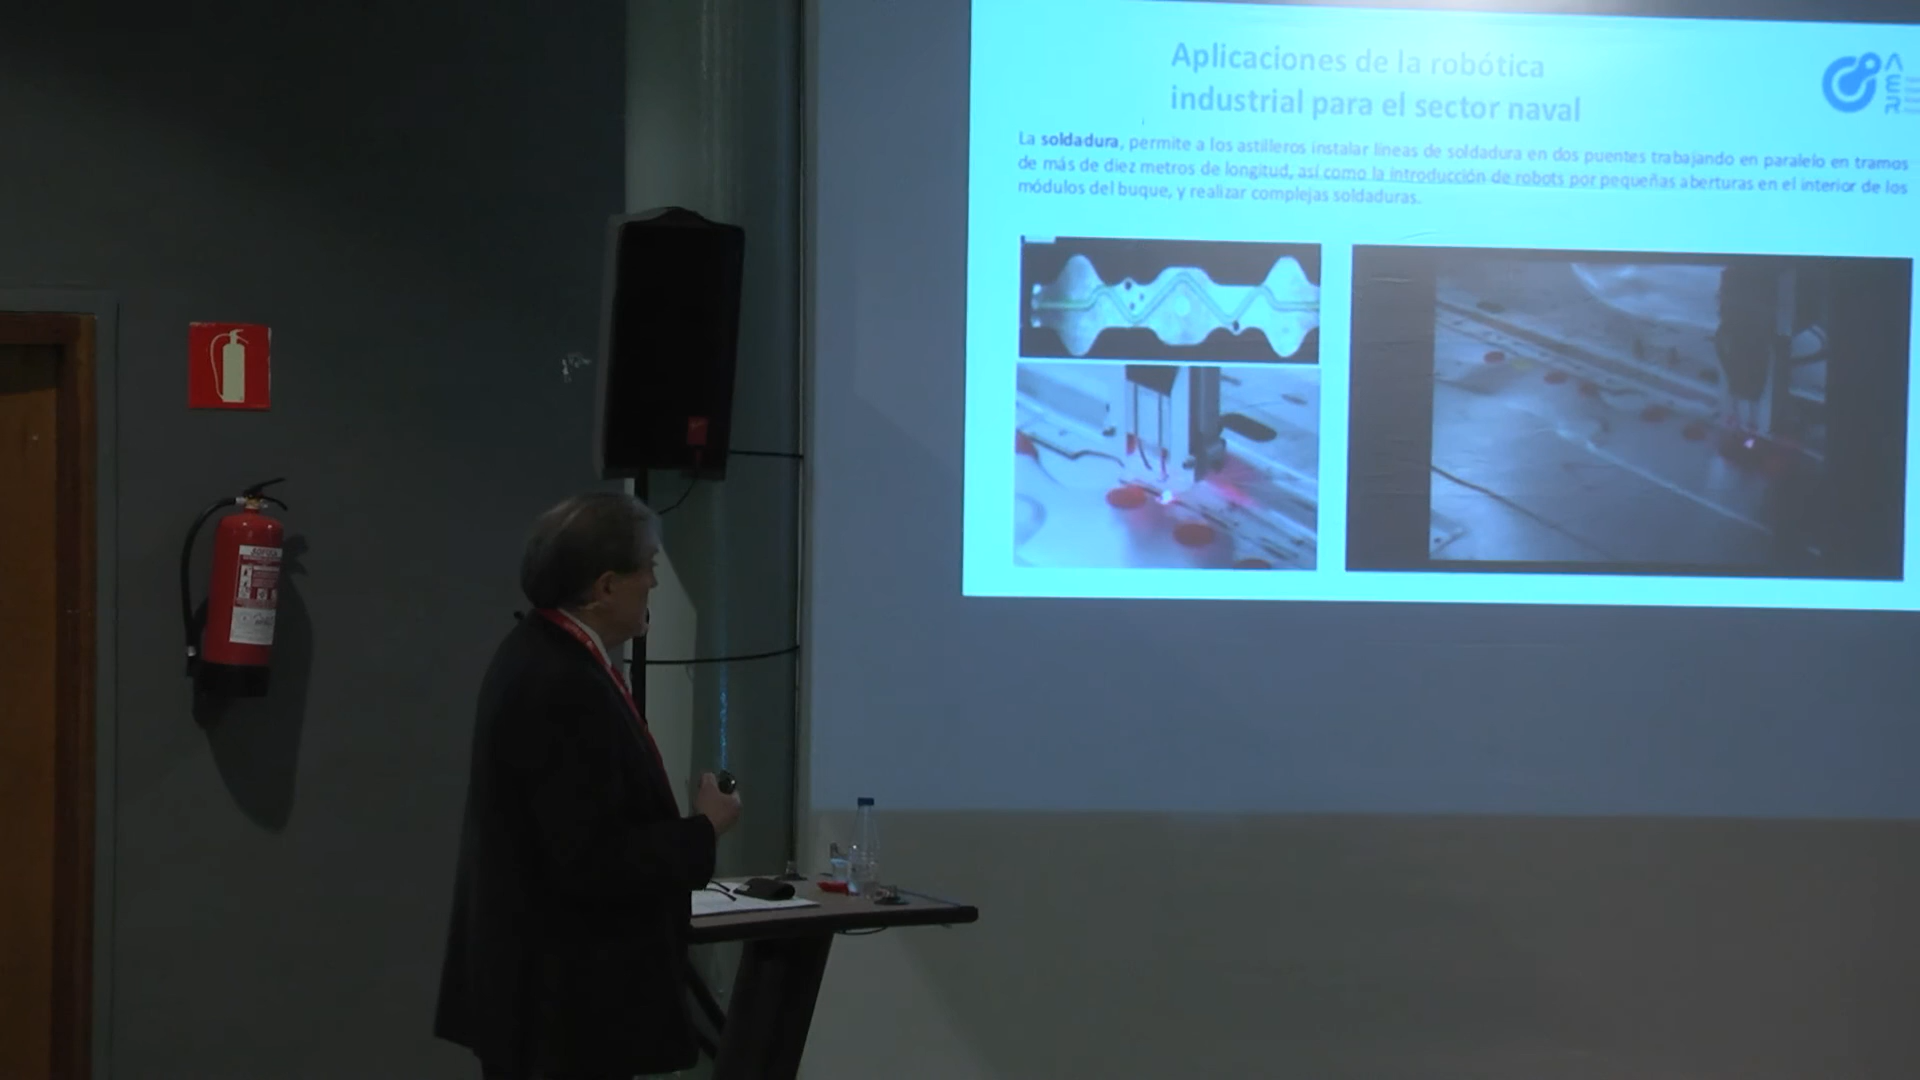 Aplicaciones de la robótica
industrial para el sector naval
AER
La soldadura, permite a los astilleros instalar líneas de soldadura en dos puentes trabajando en paralelo en tramos
de más de diez metros de longitud, así como la introducción de robots por pequeñas aberturas en el interior de los
módulos del buque, y realizar complejas soldaduras.